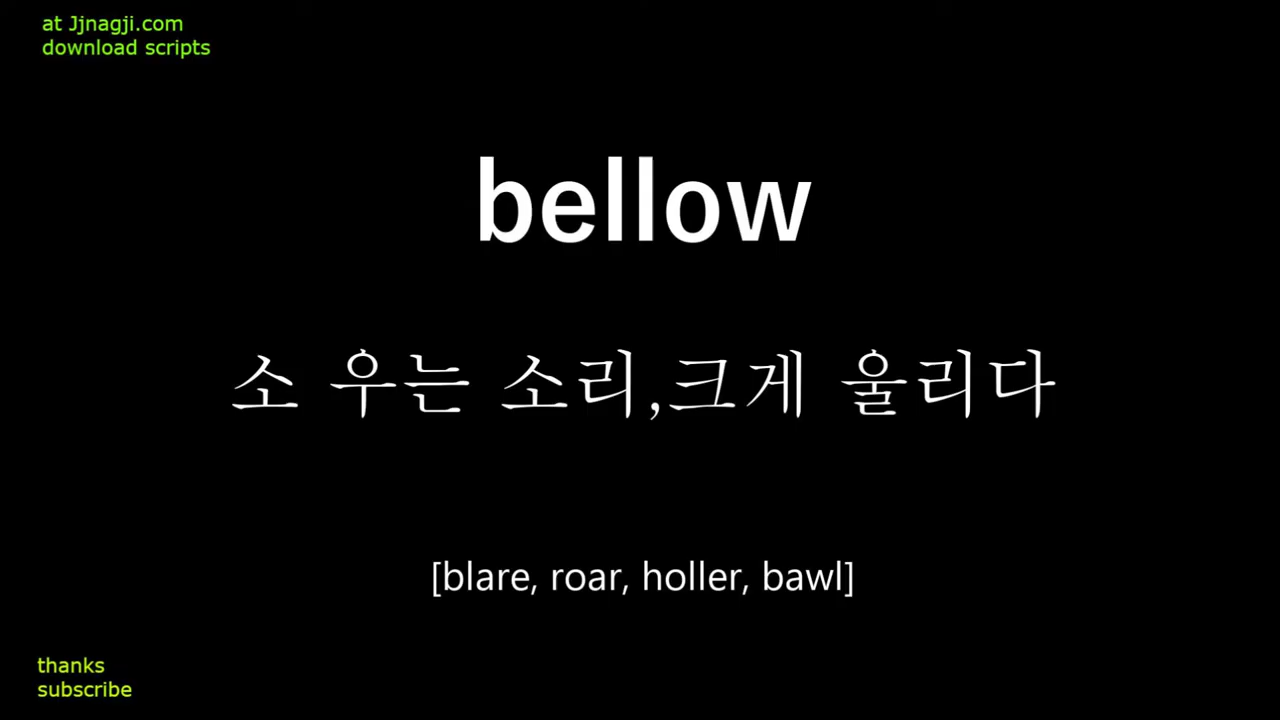 at Jjnagji.com
download scripts
bellow
소 우는 소리,크게 울리다
[blare, roar, holler, bawl]
thanks
subscribe